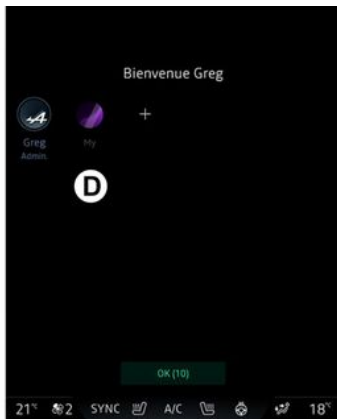 Bienvenue Greg
Greg
My
Admin.
D
OK (10)
21°C 2 SYNC A/C 18°C